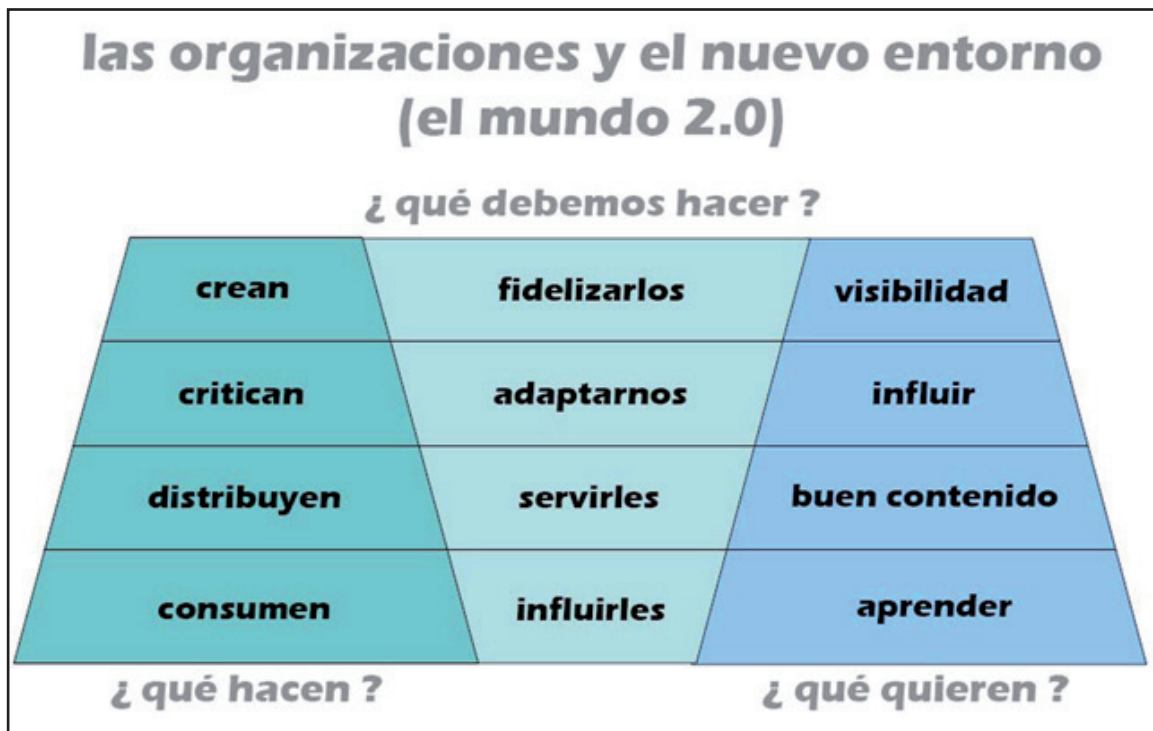 las organizaciones y el nuevo entorno
(el mundo 2.0)
¿ qué debemos hacer ?
crean fidelizarlos visibilidad
critican adaptarnos influir
distribuyen servirles buen contenido
consumen influirles aprender
¿ qué hacen ? ¿ qué quieren ?